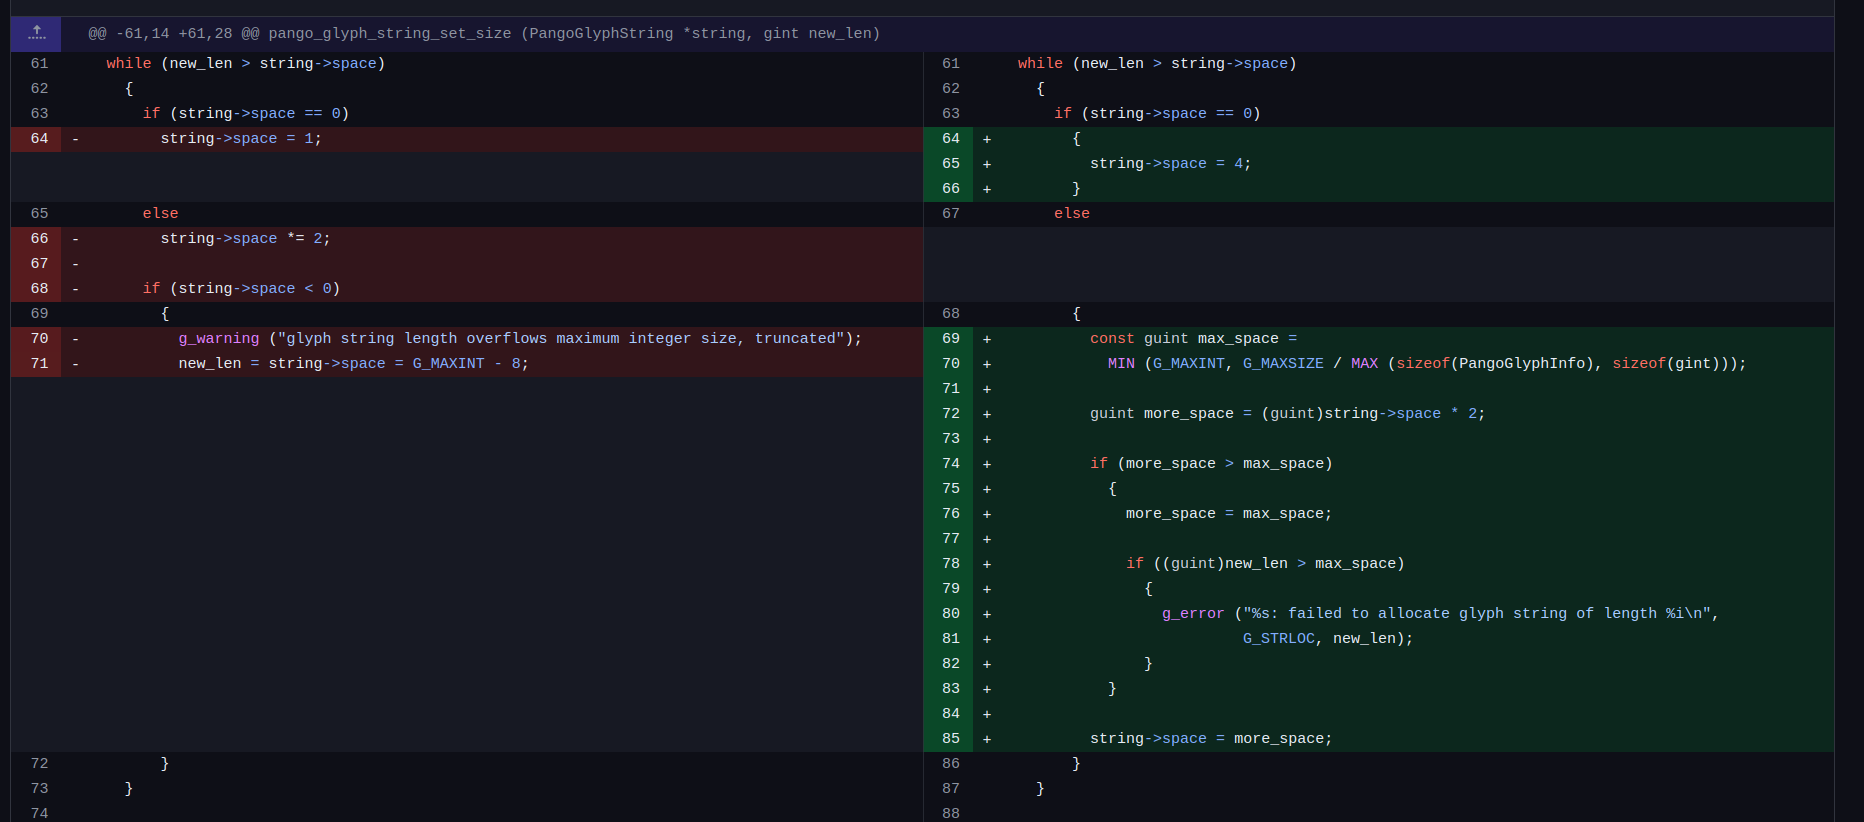 @@ -61,14 +61,28 @@ pango_glyph_string_set_size (PangoGlyphString *string, gint new_len)
61 while (new_len > string->space)
62 {
63 if (string->space == 0)
64 - string->space = 1;
65 else
66 - string->space *= 2;
67 -
68 - if (string->space < 0)
69 {
70 - g_warning ("glyph string length overflows maximum integer size, truncated");
71 - new_len = string->space = G_MAXINT - 8;
72 }
73 }
74
61 while (new_len > string->space)
62 {
63 if (string->space == 0)
64 + {
65 + string->space = 4;
66 + }
67 else
68 {
69 + const guint max_space =
70 + MIN (G_MAXINT, G_MAXSIZE / MAX (sizeof(PangoGlyphInfo), sizeof(gint)));
71 +
72 + guint more_space = (guint)string->space * 2;
73 +
74 + if (more_space > max_space)
75 + {
76 + more_space = max_space;
77 +
78 + if ((guint)new_len > max_space)
79 + {
80 + g_error ("%s: failed to allocate glyph string of length %i\n",
81 + G_STRLOC, new_len);
82 + }
83 + }
84 +
85 + string->space = more_space;
86 }
87 }
88